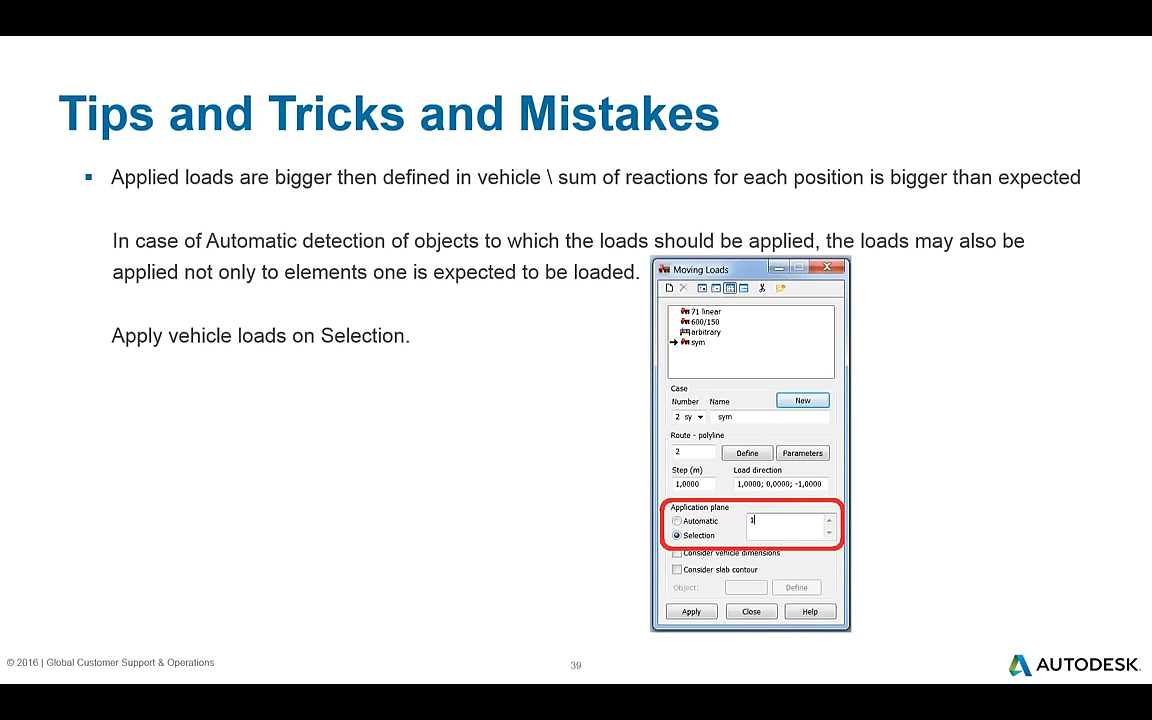 Tips and Tricks and Mistakes
Applied loads are bigger then defined in vehicle \ sum of reactions for each position is bigger than expected
In case of Automatic detection of objects to which the loads should be applied, the loads may also be
applied not only to elements one is expected to be loaded.
Apply vehicle loads on Selection.
Moving Loads
71 linear
600/150
arbitrary
sym
Case
Number Name New
2 sy sym
Route - polyline
2 Define Parameters
Step (m) Load direction
1,0000 1,0000; 0,0000; -1,0000
Application plane
Automatic 1
Selection
Consider vehicle dimensions
Consider slab contour
Object: Define
Apply Close Help
© 2016 | Global Customer Support & Operations
39
AUTODESK.